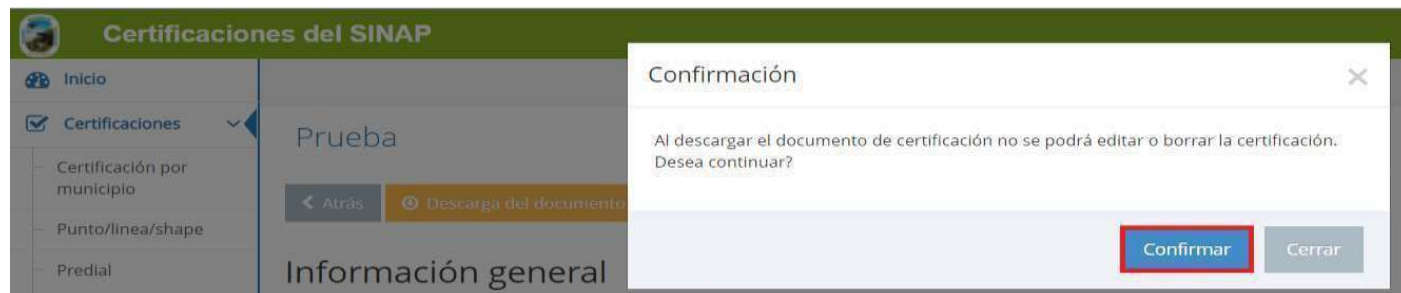 Certificaciones del SINAP
Inicio
Certificaciones
Certificación por
municipio
Punto/linea/shape
Predial
Prueba
Atrás
Descarga del documento
Información general
Confirmación
Al descargar el documento de certificación no se podrá editar o borrar la certificación.
Desea continuar?
Confirmar
Cerrar